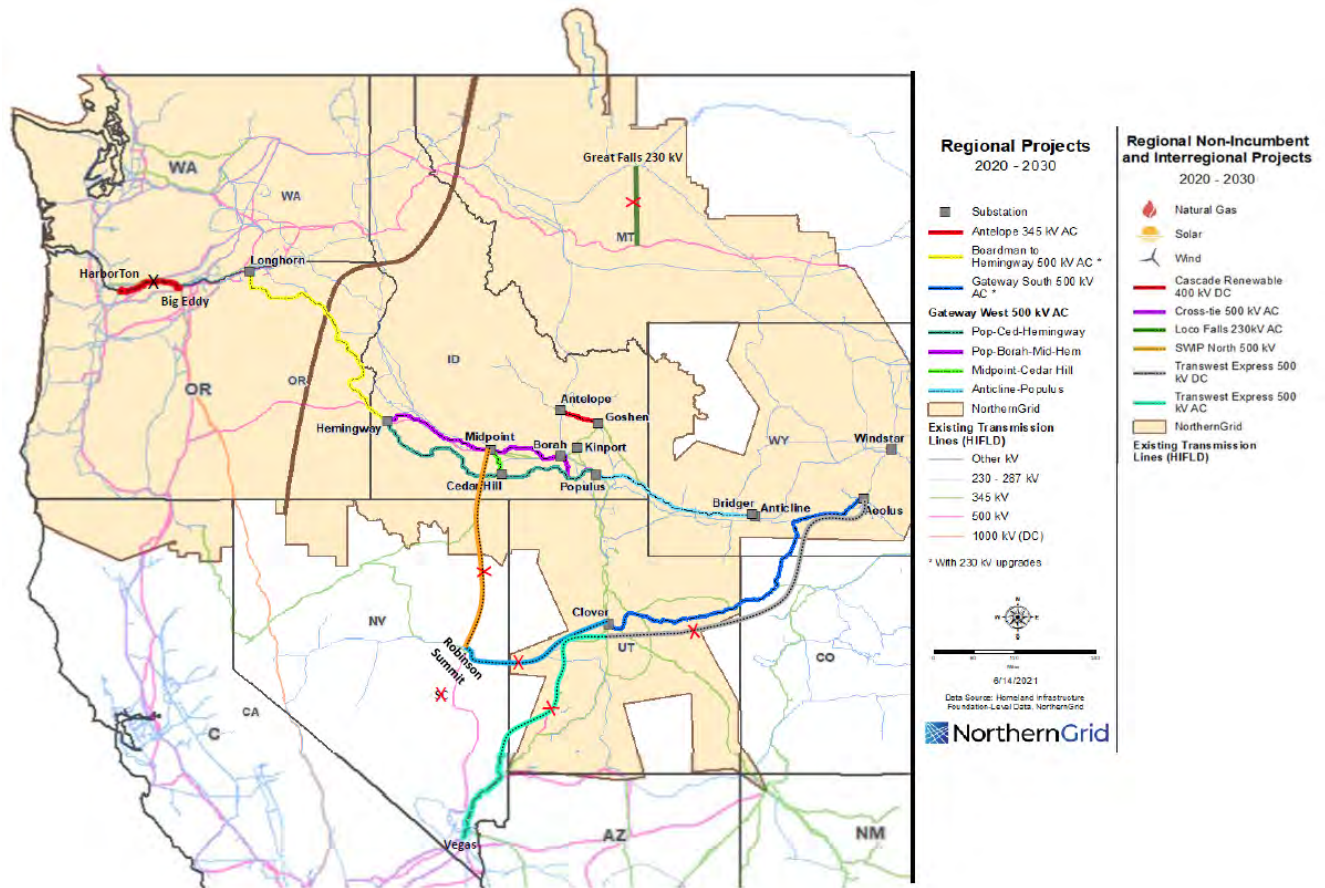 Great Falls 230 kV
WA
WA
MT
Longhorn
HarborTon
X
Big Eddy
ID
OR
OR
Antelope
Goshen
Hemingway
Midpoint
Borah
Kinport
WY
Windstar
Cedar Hill
Populus
Bridger
Anticline
Aeolus
Clover
NV
UT
Robinson
Summit
CO
CA
C
Vegas
AZ
NM
Regional Projects
2020 - 2030
Substation
Antelope 345 kV AC
Boardman to
Hemingway 500 kV AC *
Gateway South 500 kV
AC *
Gateway West 500 kV AC
Pop-Ced-Hemingway
Pop-Borah-Mid-Hem
Midpoint-Cedar Hill
Anticline-Populus
NorthernGrid
Existing Transmission
Lines (HIFLD)
Other kV
230 - 287 kV
345 kV
500 kV
1000 kV (DC)
* With 230 kV upgrades
N
W
E
S
6/14/2021
Data Source: Homeland Infrastructure
Foundation-Level Data, NorthernGrid
NorthernGrid
Regional Non-Incumbent
and Interregional Projects
2020 - 2030
Natural Gas
Solar
Wind
Cascade Renewable
400 kV DC
Cross-tie 500 kV AC
Loco Falls 230kV AC
SWIP North 500 kV
Transwest Express 500
kV DC
Transwest Express 500
kV AC
NorthernGrid
Existing Transmission
Lines (HIFLD)